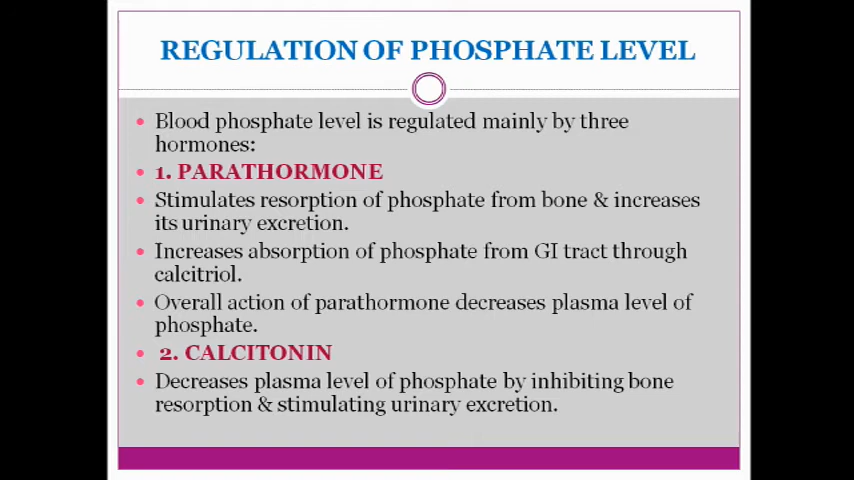 REGULATION OF PHOSPHATE LEVEL
Blood phosphate level is regulated mainly by three
hormones:
1. PARATHORMONE
Stimulates resorption of phosphate from bone & increases
its urinary excretion.
Increases absorption of phosphate from GI tract through
calcitriol.
Overall action of parathormone decreases plasma level of
phosphate.
2. CALCITONIN
Decreases plasma level of phosphate by inhibiting bone
resorption & stimulating urinary excretion.